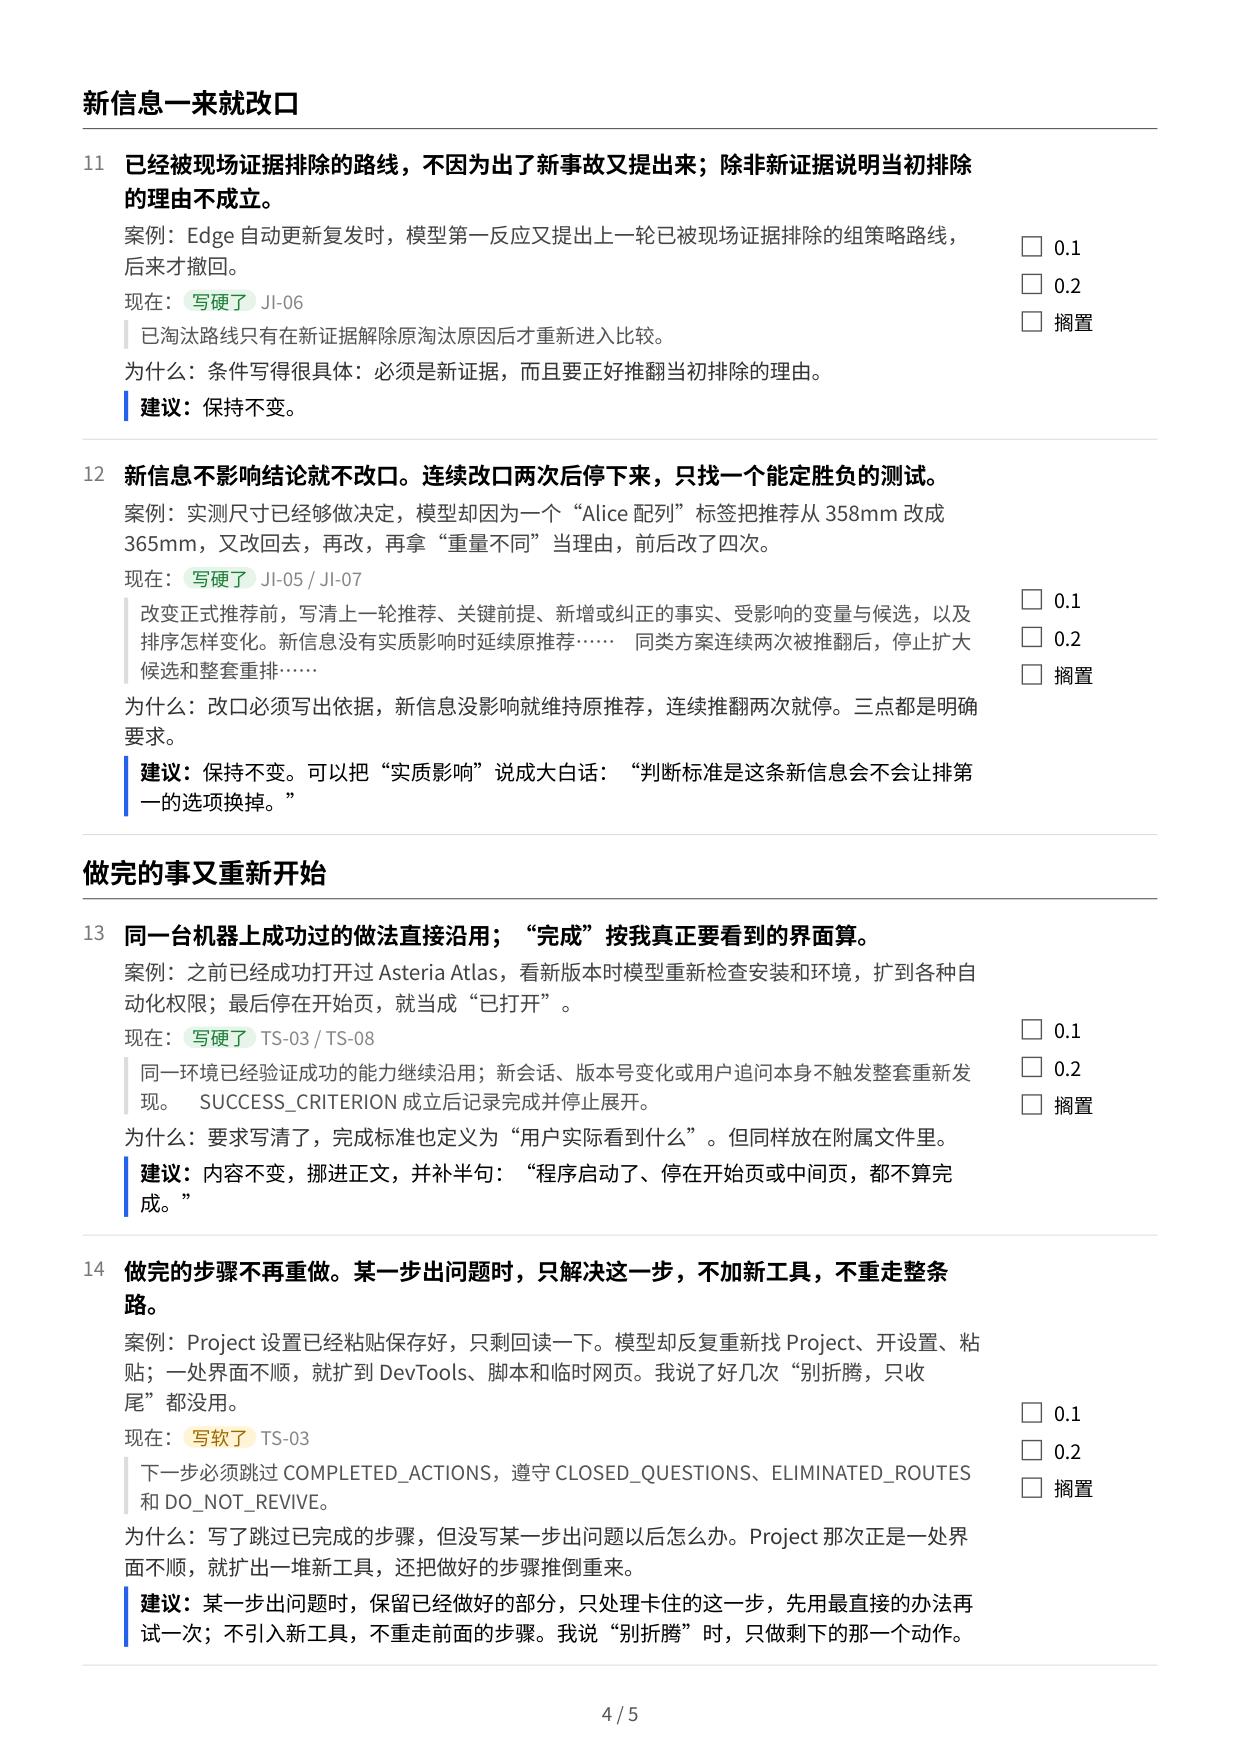 新信息一来就改口
11 已经被现场证据排除的路线，不因为出了新事故又提出来；除非新证据说明当初排除
的理由不成立。
案例：Edge 自动更新复发时，模型第一反应又提出上一轮已被现场证据排除的组策略路线，
后来才撤回。
现在：写硬了 JI-06
已淘汰路线只有在新证据解除原淘汰原因后才重新进入比较。
为什么：条件写得很具体：必须是新证据，而且要正好推翻当初排除的理由。
建议：保持不变。
0.1
0.2
搁置
12 新信息不影响结论就不改口。连续改口两次后停下来，只找一个能定胜负的测试。
案例：实测尺寸已经够做决定，模型却因为一个“Alice 配列”标签把推荐从 358mm 改成
365mm，又改回去，再改，再拿“重量不同”当理由，前后改了四次。
现在：写硬了 JI-05 / JI-07
改变正式推荐前，写清上一轮推荐、关键前提、新增或纠正的事实、受影响的变量与候选，以及
排序怎样变化。新信息没有实质影响时延续原推荐…… 同类方案连续两次被推翻后，停止扩大
候选和整套重排……
为什么：改口必须写出依据，新信息没影响就维持原推荐，连续推翻两次就停。三点都是明确
要求。
建议：保持不变。可以把“实质影响”说成大白话：“判断标准是这条新信息会不会让排第
一的选项换掉。”
0.1
0.2
搁置
做完的事又重新开始
13 同一台机器上成功过的做法直接沿用；“完成”按我真正要看到的界面算。
案例：之前已经成功打开过 Asteria Atlas，看新版本时模型重新检查安装和环境，扩到各种自
动化权限；最后停在开始页，就当成“已打开”。
现在：写硬了 TS-03 / TS-08
同一环境已经验证成功的能力继续沿用；新会话、版本号变化或用户追问本身不触发整套重新发
现。 SUCCESS_CRITERION 成立后记录完成并停止展开。
为什么：要求写清了，完成标准也定义为“用户实际看到什么”。但同样放在附属文件里。
建议：内容不变，挪进正文，并补半句：“程序启动了、停在开始页或中间页，都不算完
成。”
0.1
0.2
搁置
14 做完的步骤不再重做。某一步出问题时，只解决这一步，不加新工具，不重走整条
路。
案例：Project 设置已经粘贴保存好，只剩回读一下。模型却反复重新找 Project、开设置、粘
贴；一处界面不顺，就扩到 DevTools、脚本和临时网页。我说了好几次“别折腾，只收
尾”都没用。
现在：写软了 TS-03
下一步必须跳过 COMPLETED_ACTIONS，遵守 CLOSED_QUESTIONS、ELIMINATED_ROUTES
和 DO_NOT_REVIVE。
为什么：写了跳过已完成的步骤，但没写某一步出问题以后怎么办。Project 那次正是一处界
面不顺，就扩出一堆新工具，还把做好的步骤推倒重来。
建议：某一步出问题时，保留已经做好的部分，只处理卡住的这一步，先用最直接的办法再
试一次；不引入新工具，不重走前面的步骤。我说“别折腾”时，只做剩下的那一个动作。
0.1
0.2
搁置
4 / 5